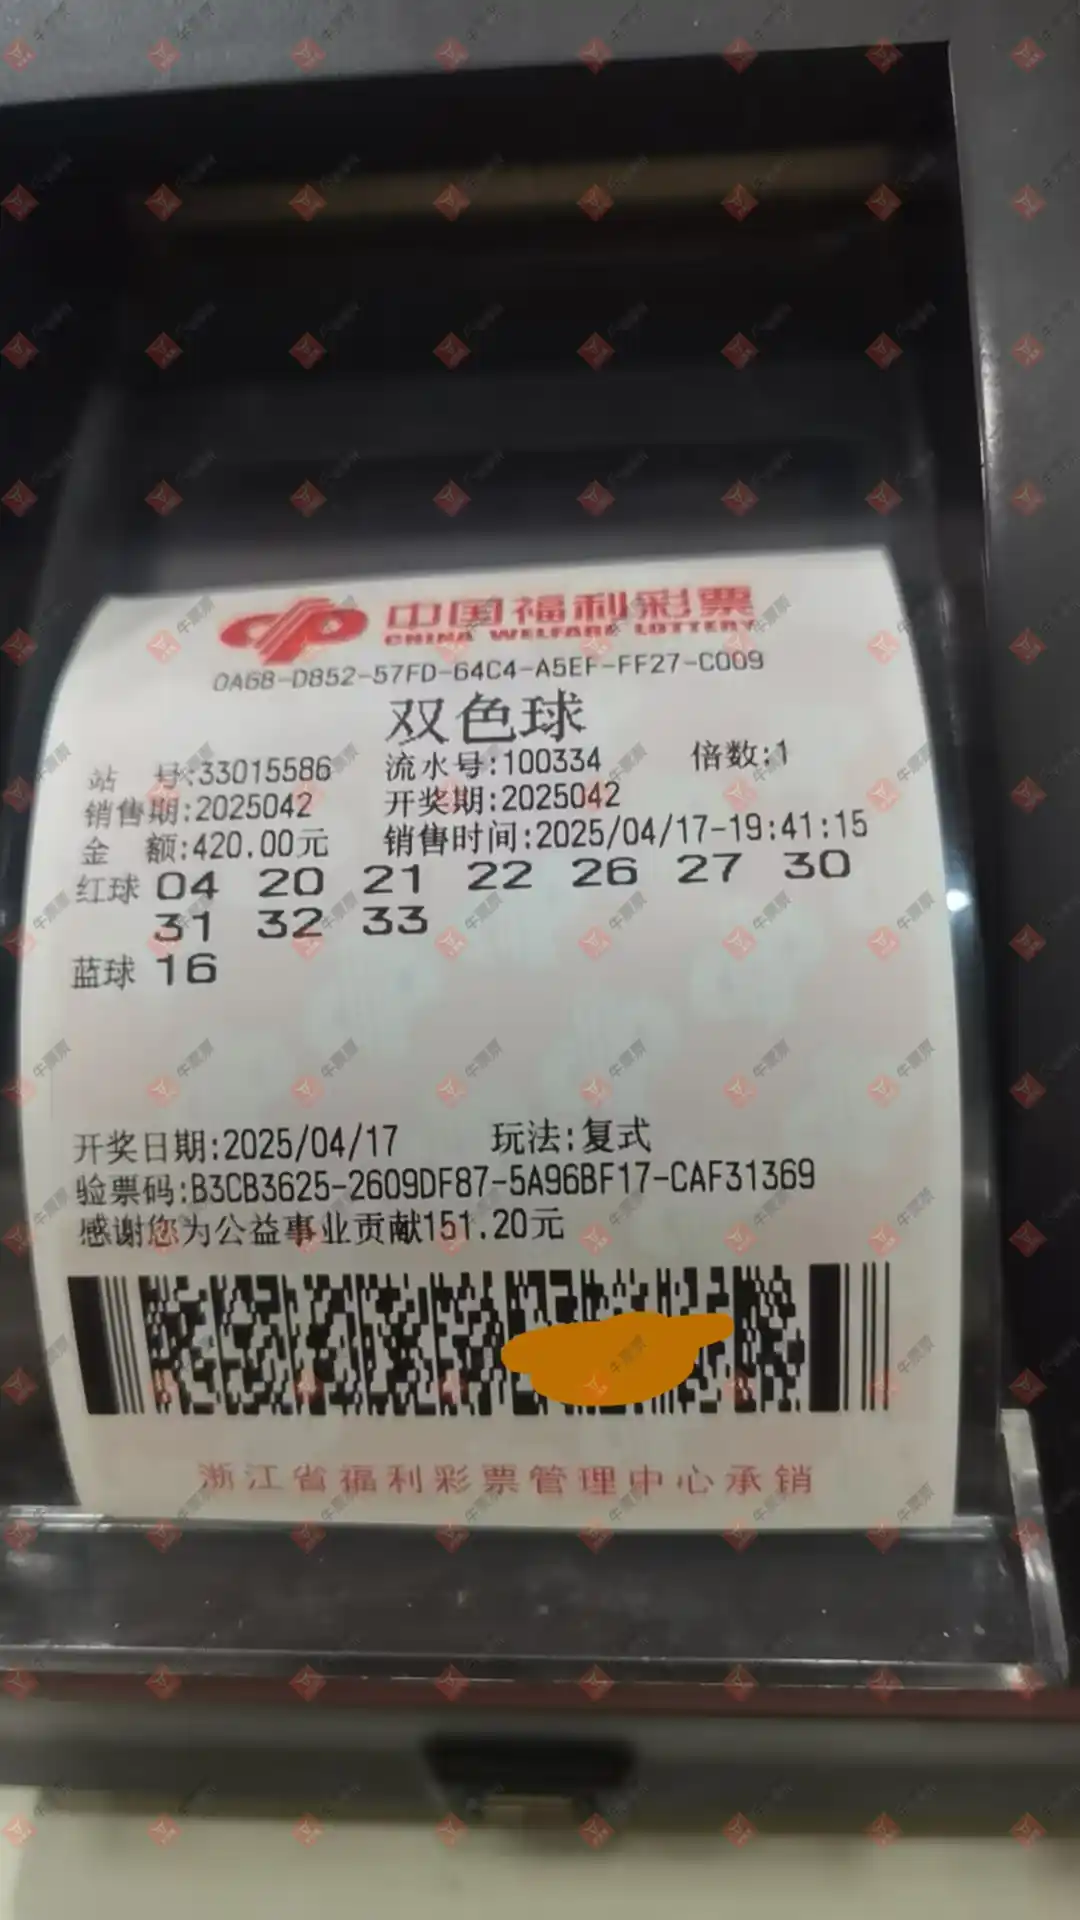 中国福利彩票
CHINA WELFARE LOTTERY
0A6B-D852-57FD-64C4-A5EF-FF27-C009
双色球
站 号:33015586 流水号:100334 倍数:1
销售期:2025042 开奖期:2025042
金 额:420.00元 销售时间:2025/04/17-19:41:15
红球 04 20 21 22 26 27 30
31 32 33
蓝球 16
开奖日期:2025/04/17 玩法:复式
验票码:B3CB3625-2609DF87-5A96BF17-CAF31369
感谢您为公益事业贡献151.20元
浙江省福利彩票管理中心承销
牛票票